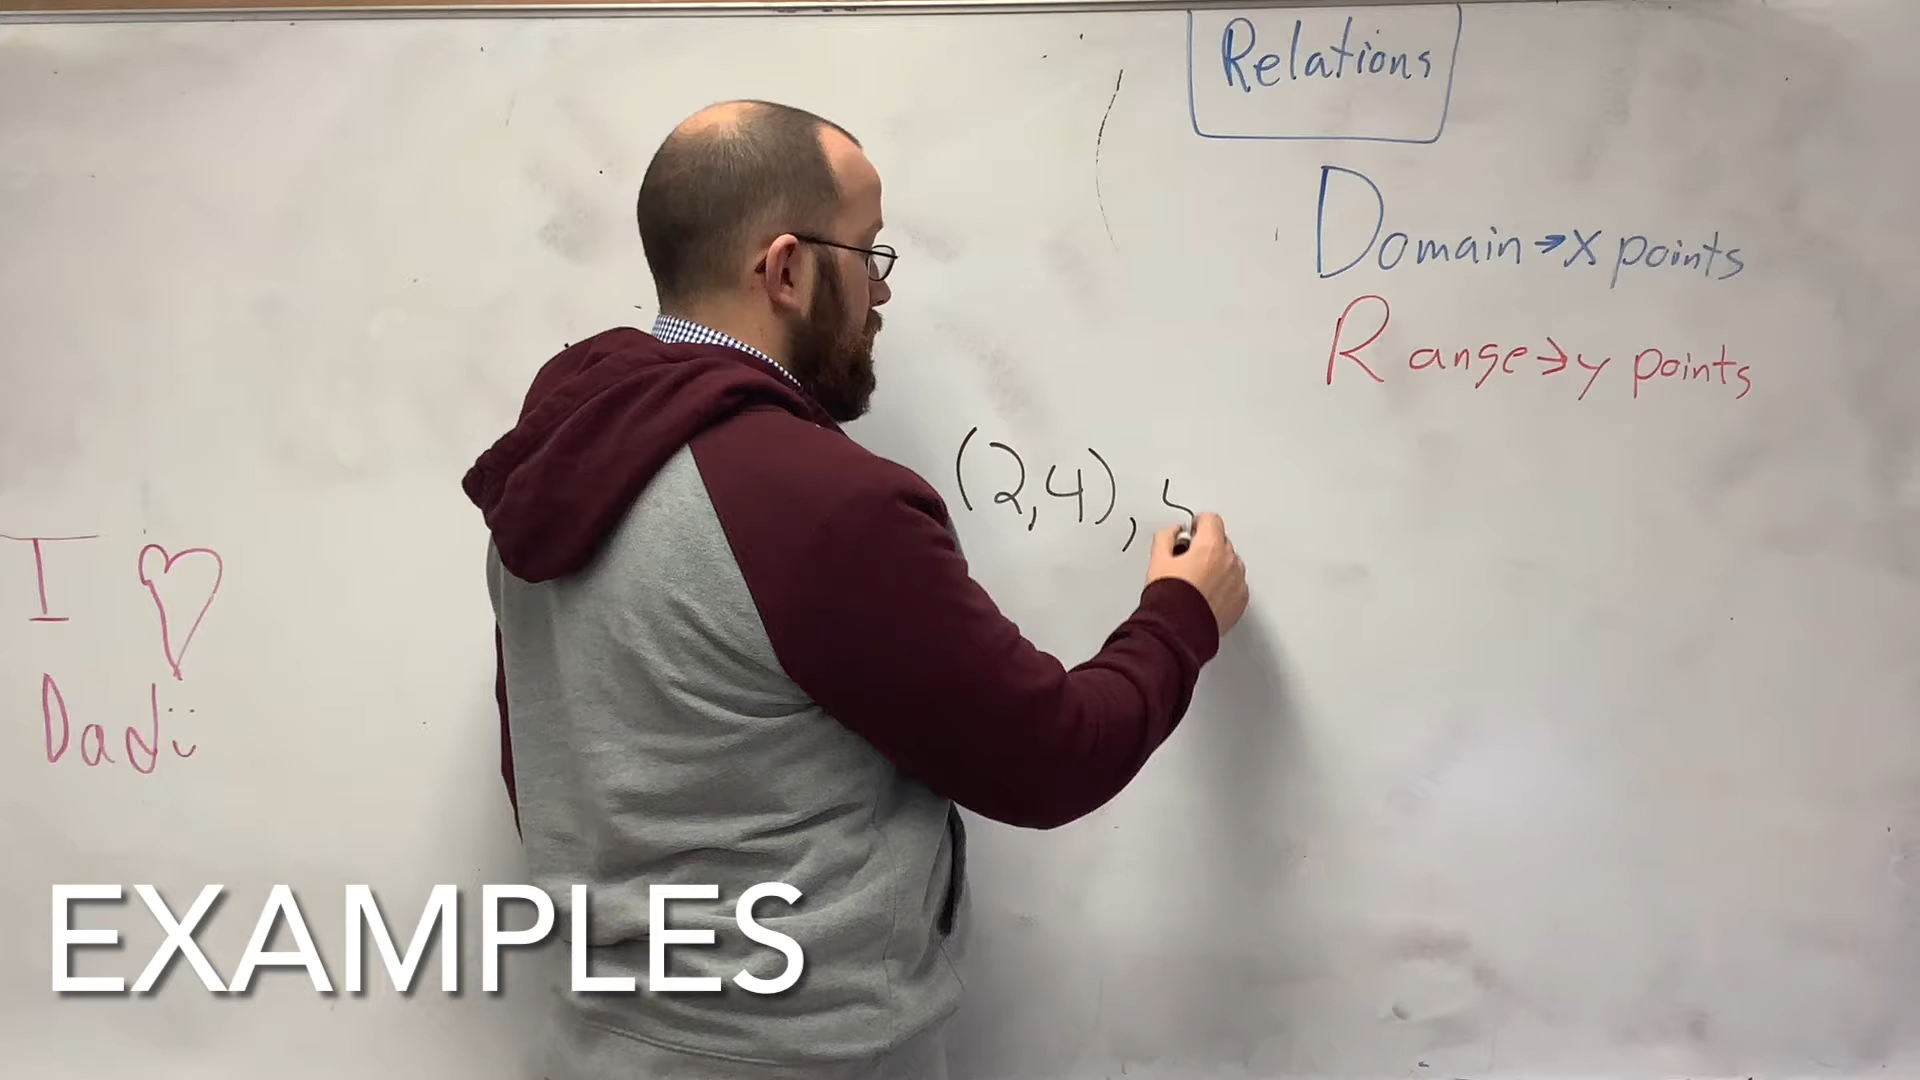 Relations
Domain → x points
Range → y points
(2,4),
I ♡
Dad
EXAMPLES